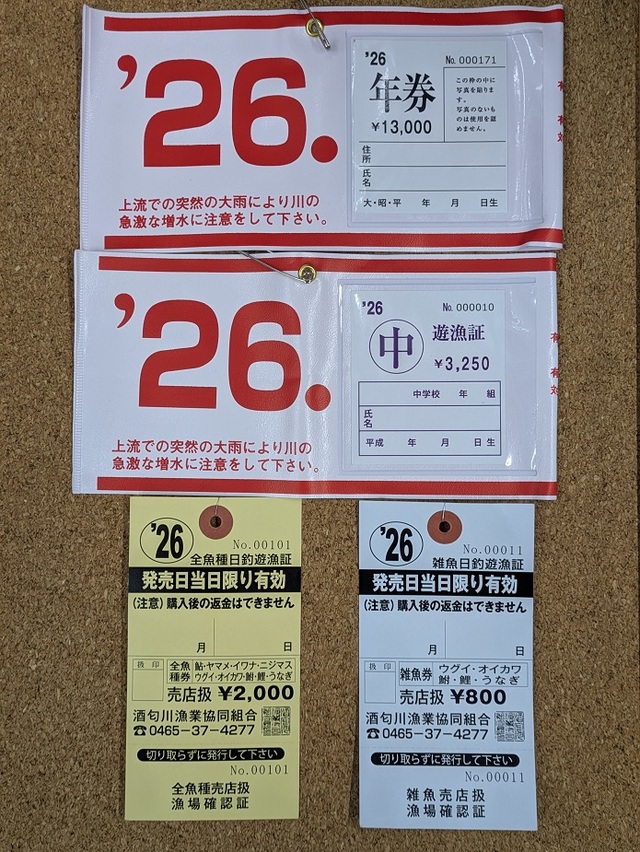 '26.
上流での突然の大雨により川の
急激な増水に注意をして下さい。
'26 No. 000171
年券
¥13,000
この枠の中に
写真を貼りま
す。
写真のないも
のは使用を認
めません。
住所
氏名
大・昭・平 年 月 日生
有
有
効
'26.
上流での突然の大雨により川の
急激な増水に注意をして下さい。
'26 No. 000010
中 遊漁証
¥3,250
中学校 年 組
氏名
平成 年 月 日生
有
有
効
'26 No.00101
全魚種日釣遊漁証
発売日当日限り有効
(注意) 購入後の返金はできません
月 日
扱印
全魚種券
鮎・ヤマメ・イワナ・ニジマス
ウグイ・オイカワ・鮒・鯉・うなぎ
売店扱 ¥2,000
酒匂川漁業協同組合
☎0465-37-4277
切り取らずに発行して下さい
No.00101
全魚種売店扱
漁場確認証
'26 No.00011
雑魚日釣遊漁証
発売日当日限り有効
(注意) 購入後の返金はできません
月 日
扱印
雑魚券
ウグイ・オイカワ
鮒・鯉・うなぎ
売店扱 ¥800
酒匂川漁業協同組合
☎0465-37-4277
切り取らずに発行して下さい
No.00011
雑魚売店扱
漁場確認証